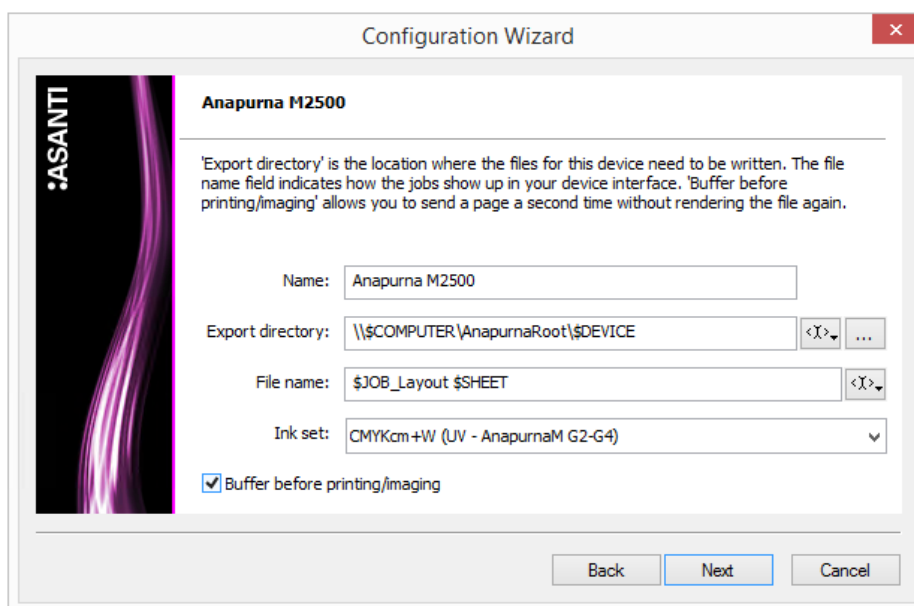 Configuration Wizard
:ASANTI
Anapurna M2500
'Export directory' is the location where the files for this device need to be written. The file
name field indicates how the jobs show up in your device interface. 'Buffer before
printing/imaging' allows you to send a page a second time without rendering the file again.
Name: Anapurna M2500
Export directory: \\$COMPUTER\AnapurnaRoot\$DEVICE ...
File name: $JOB_Layout $SHEET
Ink set: CMYKcm+W (UV - AnapurnaM G2-G4)
Buffer before printing/imaging
Back Next Cancel